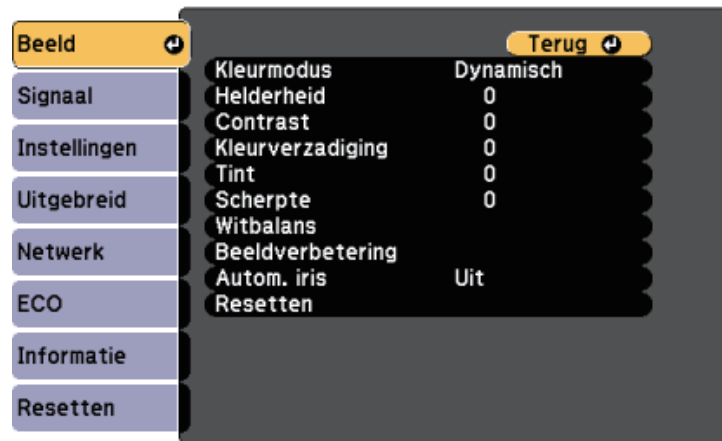 Beeld
Signaal
Instellingen
Uitgebreid
Netwerk
ECO
Informatie
Resetten
Terug
Kleurmodus Dynamisch
Helderheid 0
Contrast 0
Kleurverzadiging 0
Tint 0
Scherpte 0
Witbalans
Beeldverbetering
Autom. iris Uit
Resetten